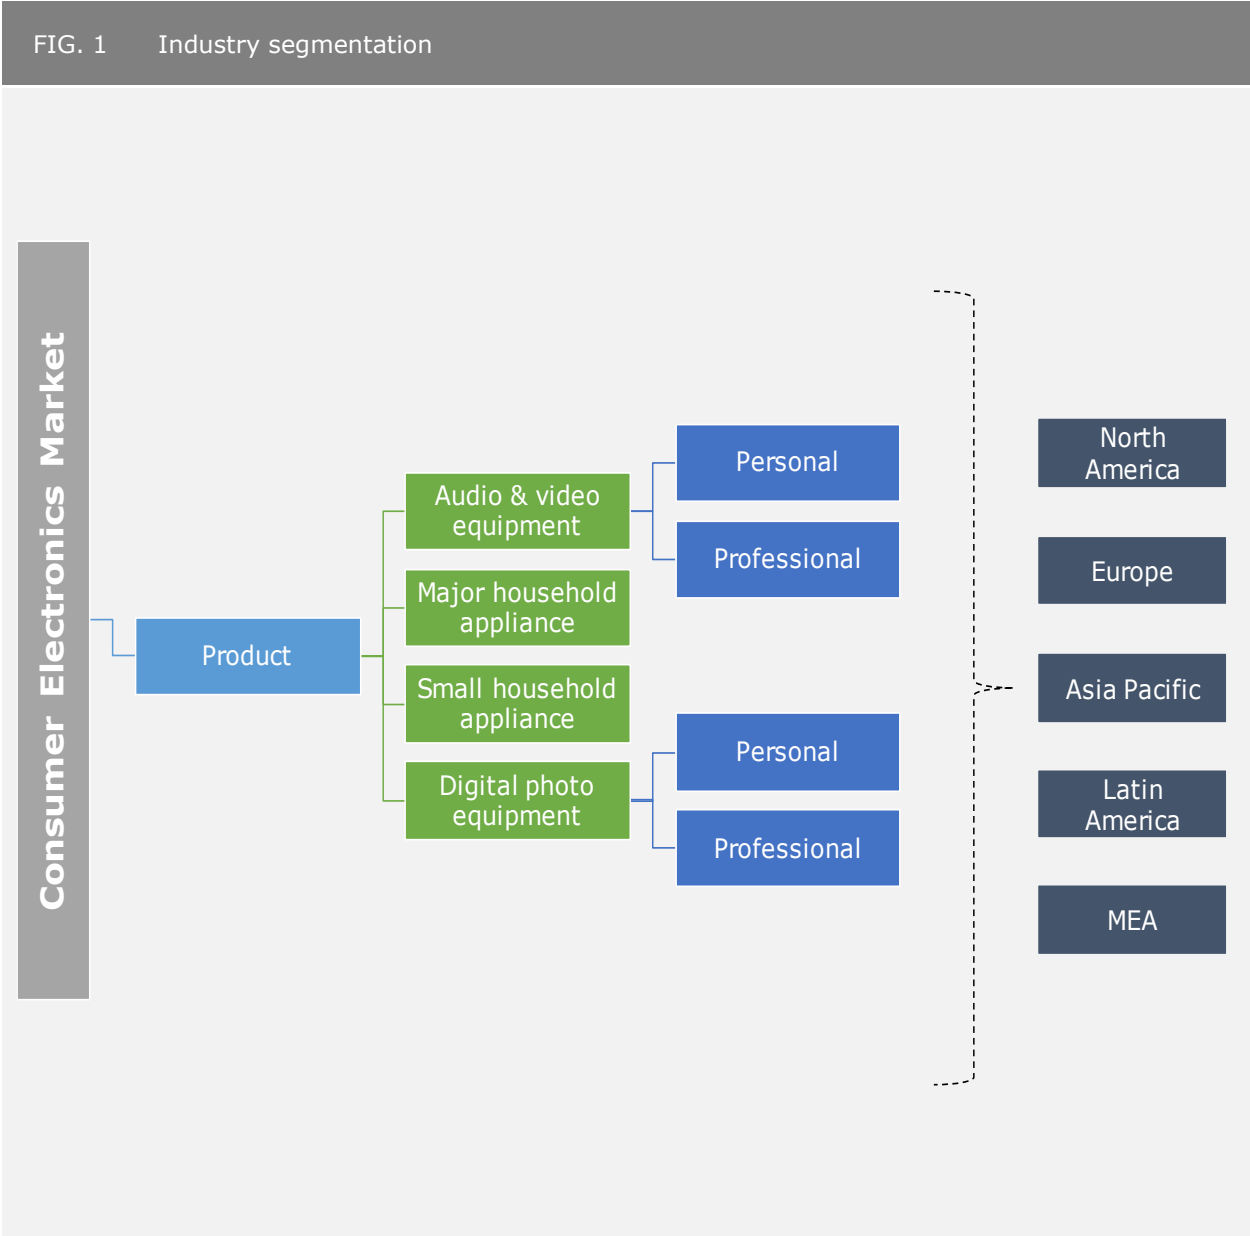 FIG. 1 Industry segmentation
Consumer Electronics Market
Product
Audio & video
equipment
Major household
appliance
Small household
appliance
Digital photo
equipment
Personal
Professional
Personal
Professional
North
America
Europe
Asia Pacific
Latin
America
MEA